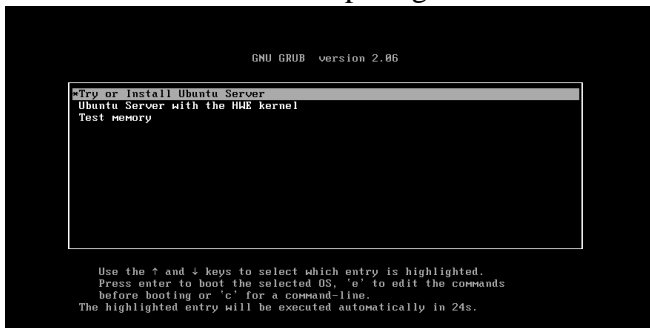 GNU GRUB version 2.06
*Try or Install Ubuntu Server
Ubuntu Server with the HWE kernel
Test memory
Use the ↑ and ↓ keys to select which entry is highlighted.
Press enter to boot the selected OS, 'e' to edit the commands
before booting or 'c' for a command-line.
The highlighted entry will be executed automatically in 24s.